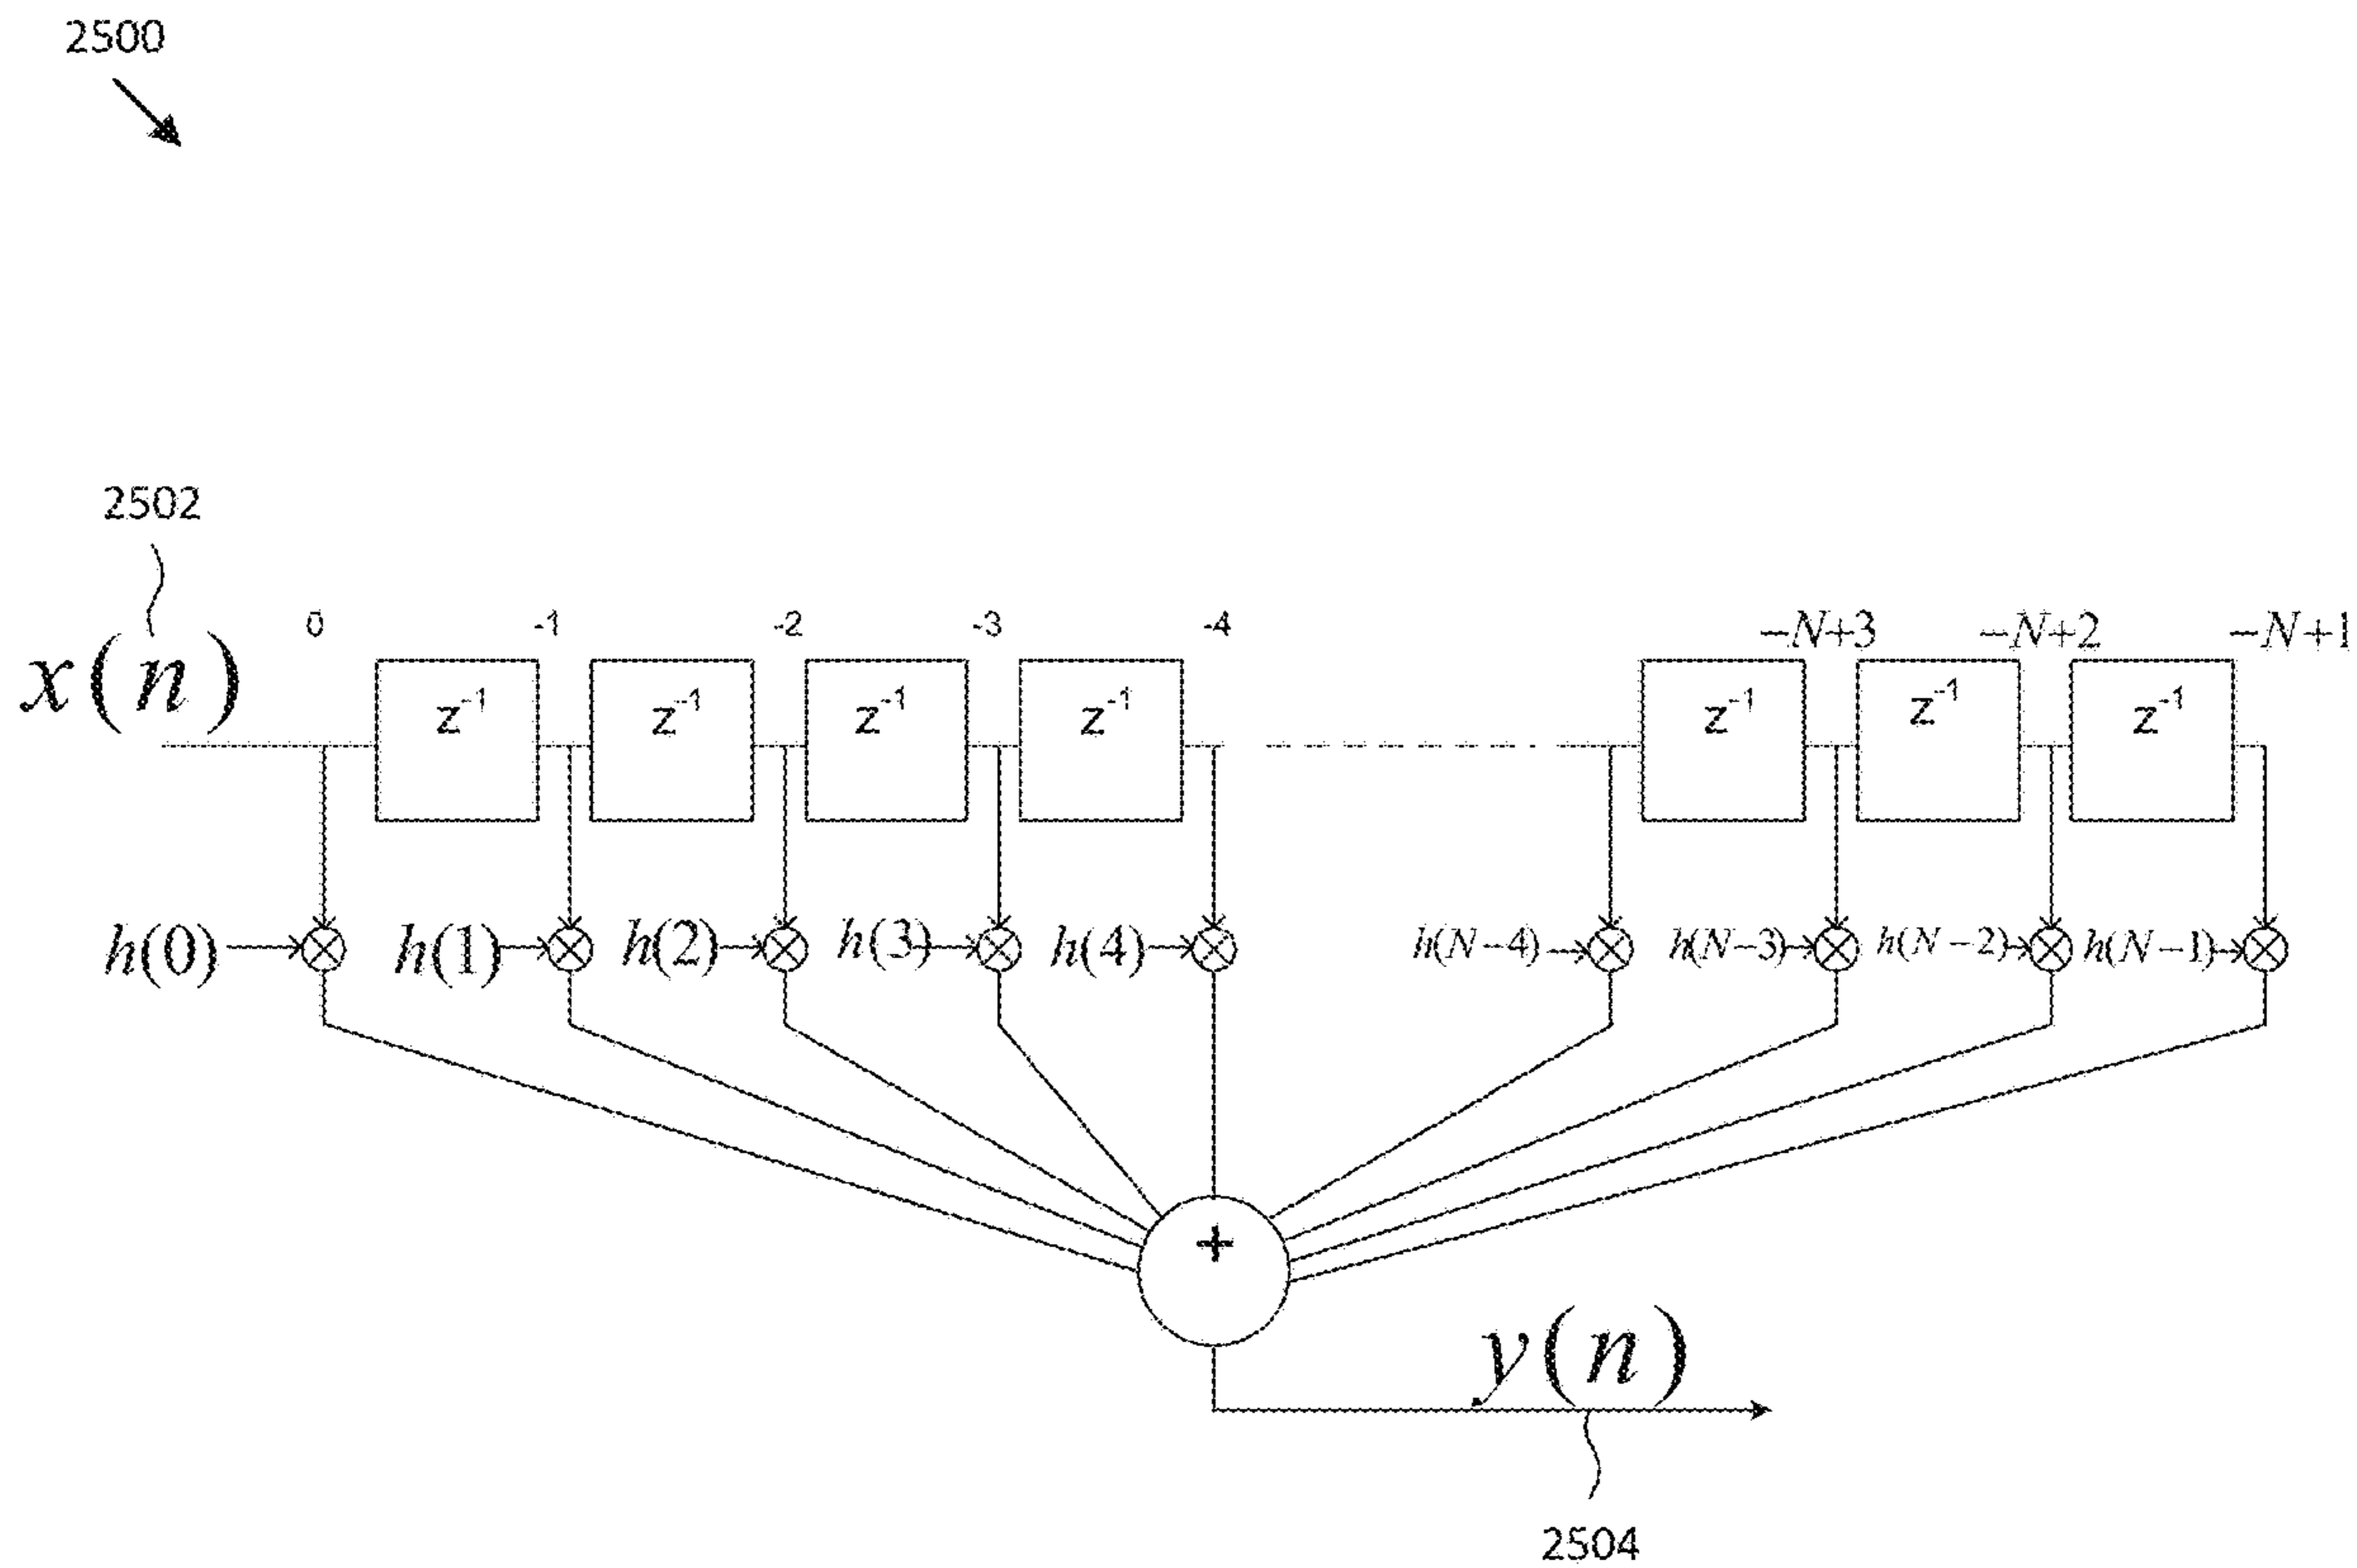 2500
2502
x(n)
0 -1 -2 -3 -4 -N+3 -N+2 -N+1
z⁻¹ z⁻¹ z⁻¹ z⁻¹ z⁻¹ z⁻¹ z⁻¹
h(0) h(1) h(2) h(3) h(4) h(N-4) h(N-3) h(N-2) h(N-1)
+
y(n)
2504